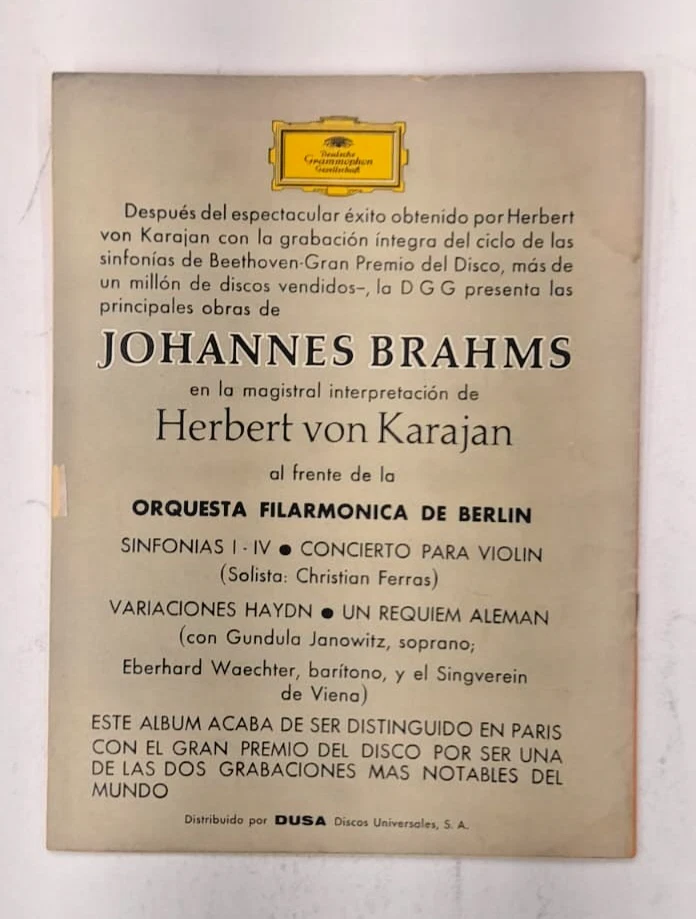 Deutsche
Grammophon
Gesellschaft
Después del espectacular éxito obtenido por Herbert
von Karajan con la grabación íntegra del ciclo de las
sinfonías de Beethoven-Gran Premio del Disco, más de
un millón de discos vendidos–, la D G G presenta las
principales obras de
JOHANNES BRAHMS
en la magistral interpretación de
Herbert von Karajan
al frente de la
ORQUESTA FILARMONICA DE BERLIN
SINFONIAS I - IV ● CONCIERTO PARA VIOLIN
(Solista: Christian Ferras)
VARIACIONES HAYDN ● UN REQUIEM ALEMAN
(con Gundula Janowitz, soprano;
Eberhard Waechter, barítono, y el Singverein
de Viena)
ESTE ALBUM ACABA DE SER DISTINGUIDO EN PARIS
CON EL GRAN PREMIO DEL DISCO POR SER UNA
DE LAS DOS GRABACIONES MAS NOTABLES DEL
MUNDO
Distribuido por DUSA Discos Universales, S. A.